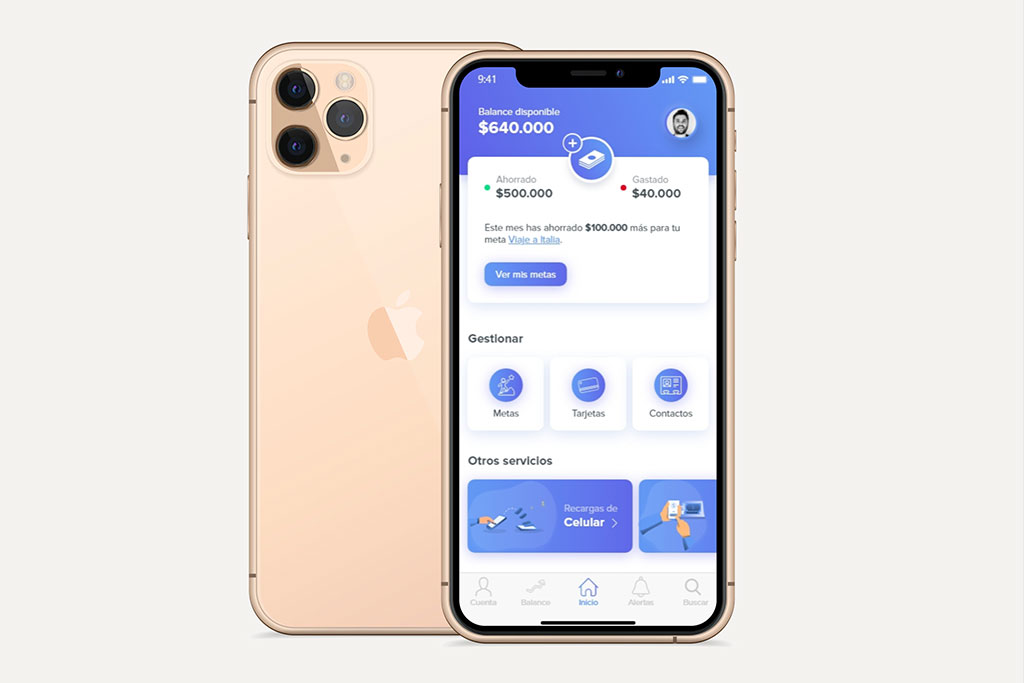 9:41
Balance disponible
$640.000
Ahorrado
$500.000
Gastado
$40.000
Este mes has ahorrado $100.000 más para tu
meta Viaje a Italia.
Ver mis metas
Gestionar
Metas
Tarjetas
Contactos
Otros servicios
Recargas de
Celular
Cuenta
Balance
Inicio
Alertas
Buscar